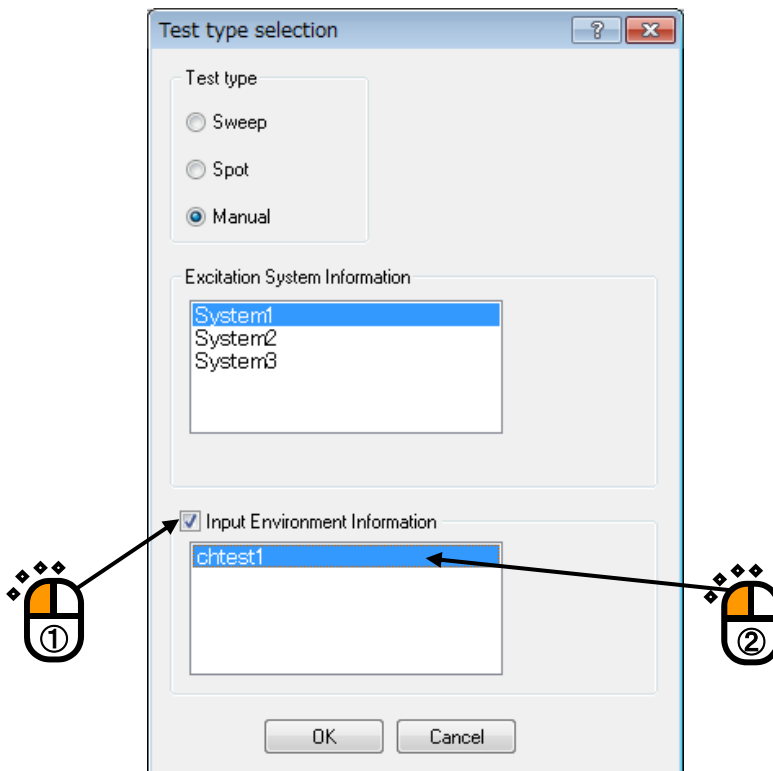 Test type selection
?
Test type
Sweep
Spot
Manual
Excitation System Information
System1
System2
System3
Input Environment Information
chtest1
①
②
OK
Cancel